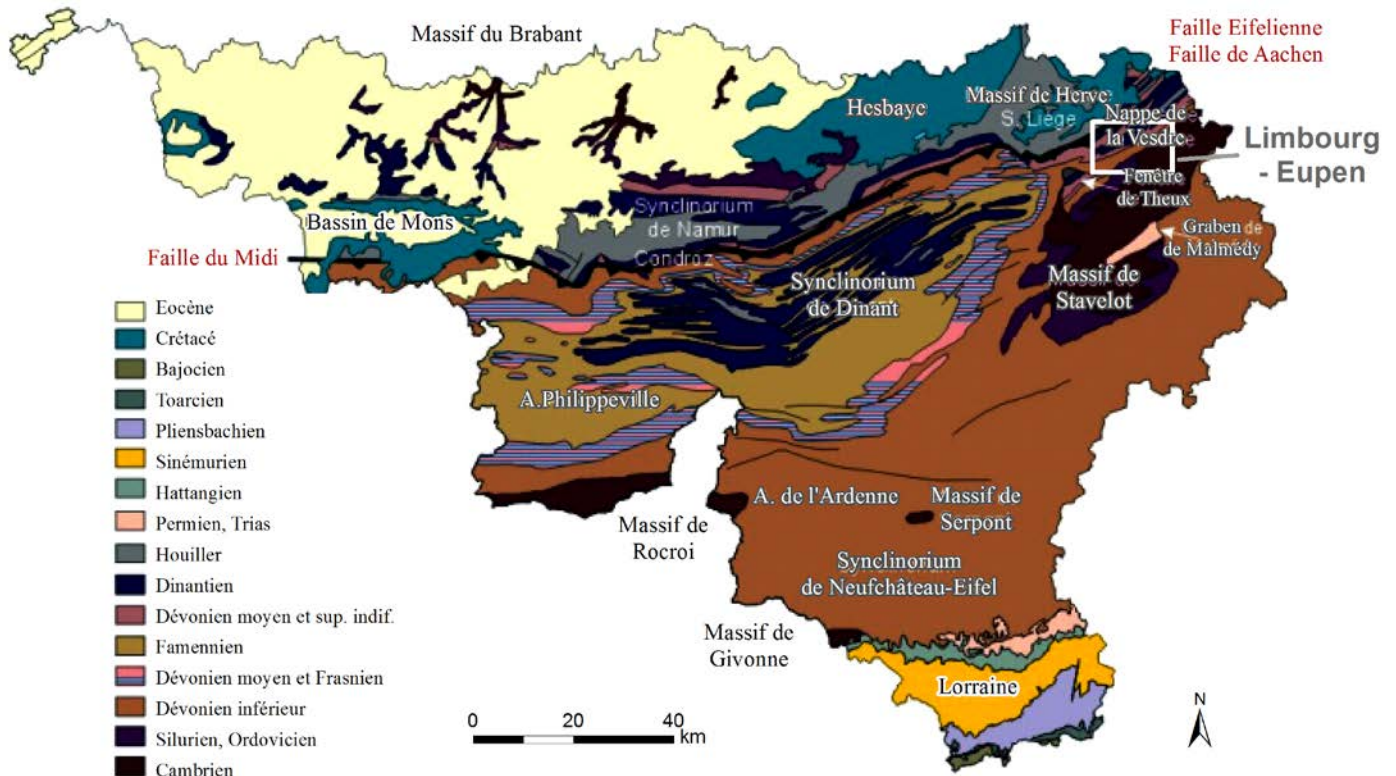 Massif du Brabant
Faille Eifelienne
Faille de Aachen
Hesbaye
Massif de Herve
S. Liége
Nappe de
la Vesdre
Limbourg
- Eupen
Fenêtre
de Theux
Synclinorium
de Namur
Condroz
Bassin de Mons
Graben de
de Malmédy
Faille du Midi
Massif de
Stavelot
Synclinorium
de Dinant
A.Philippeville
A. de l'Ardenne
Massif de
Serpont
Massif de
Rocroi
Synclinorium
de Neufchâteau-Eifel
Massif de
Givonne
Lorraine
Eocène
Crétacé
Bajocien
Toarcien
Pliensbachien
Sinémurien
Hattangien
Permien, Trias
Houiller
Dinantien
Dévonien moyen et sup. indif.
Famennien
Dévonien moyen et Frasnien
Dévonien inférieur
Silurien, Ordovicien
Cambrien
0 20 40
km
N